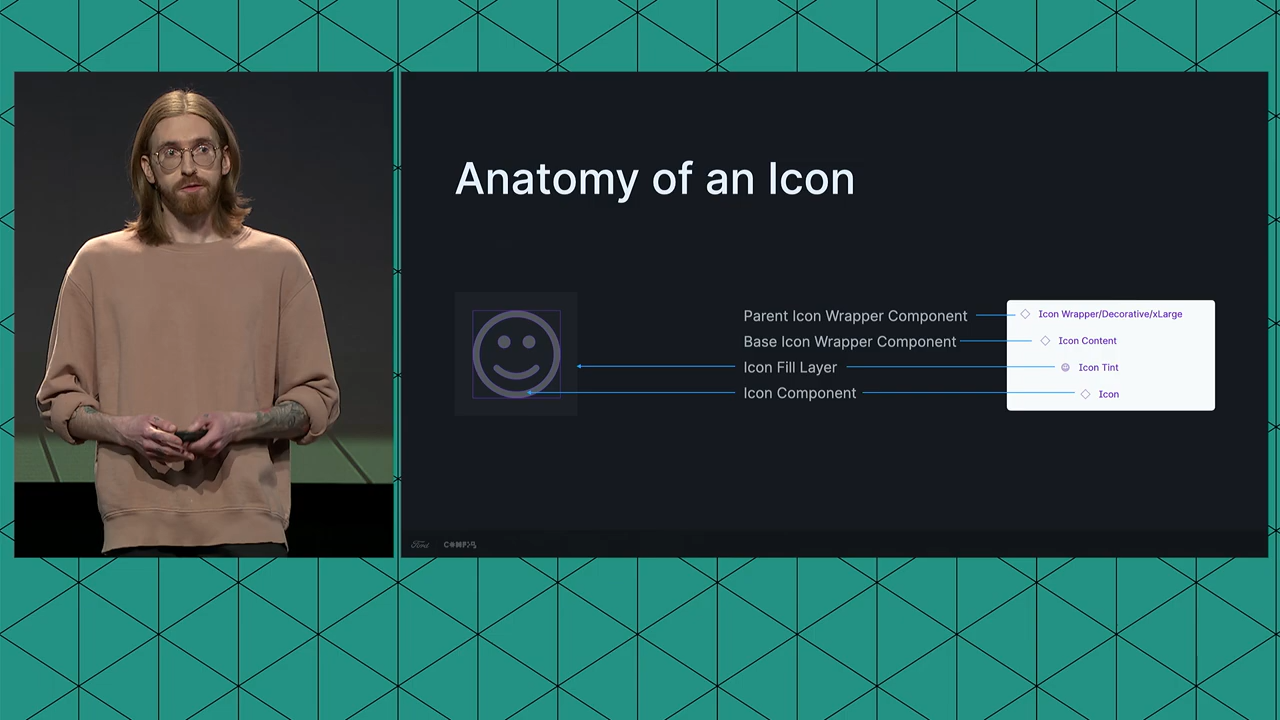 Anatomy of an Icon
Parent Icon Wrapper Component
Base Icon Wrapper Component
Icon Fill Layer
Icon Component
Icon Wrapper/Decorative/xLarge
Icon Content
Icon Tint
Icon
Ford